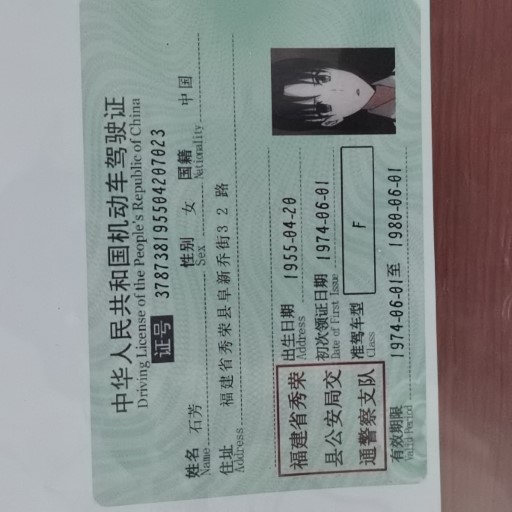 中华人民共和国机动车驾驶证
Driving License of the People's Republic of China
证号 378738195504207023
姓名 石芳 性别 女 国籍 中国
Name Sex Nationality
住址 福建省秀荣县阜新乔街32路
Address
出生日期 1955-04-20
Address
初次领证日期 1974-06-01
Date of First Issue
准驾车型 F
Class
福建省秀荣
县公安局交
通警察支队
有效期限 1974-06-01至 1980-06-01
Valid Period